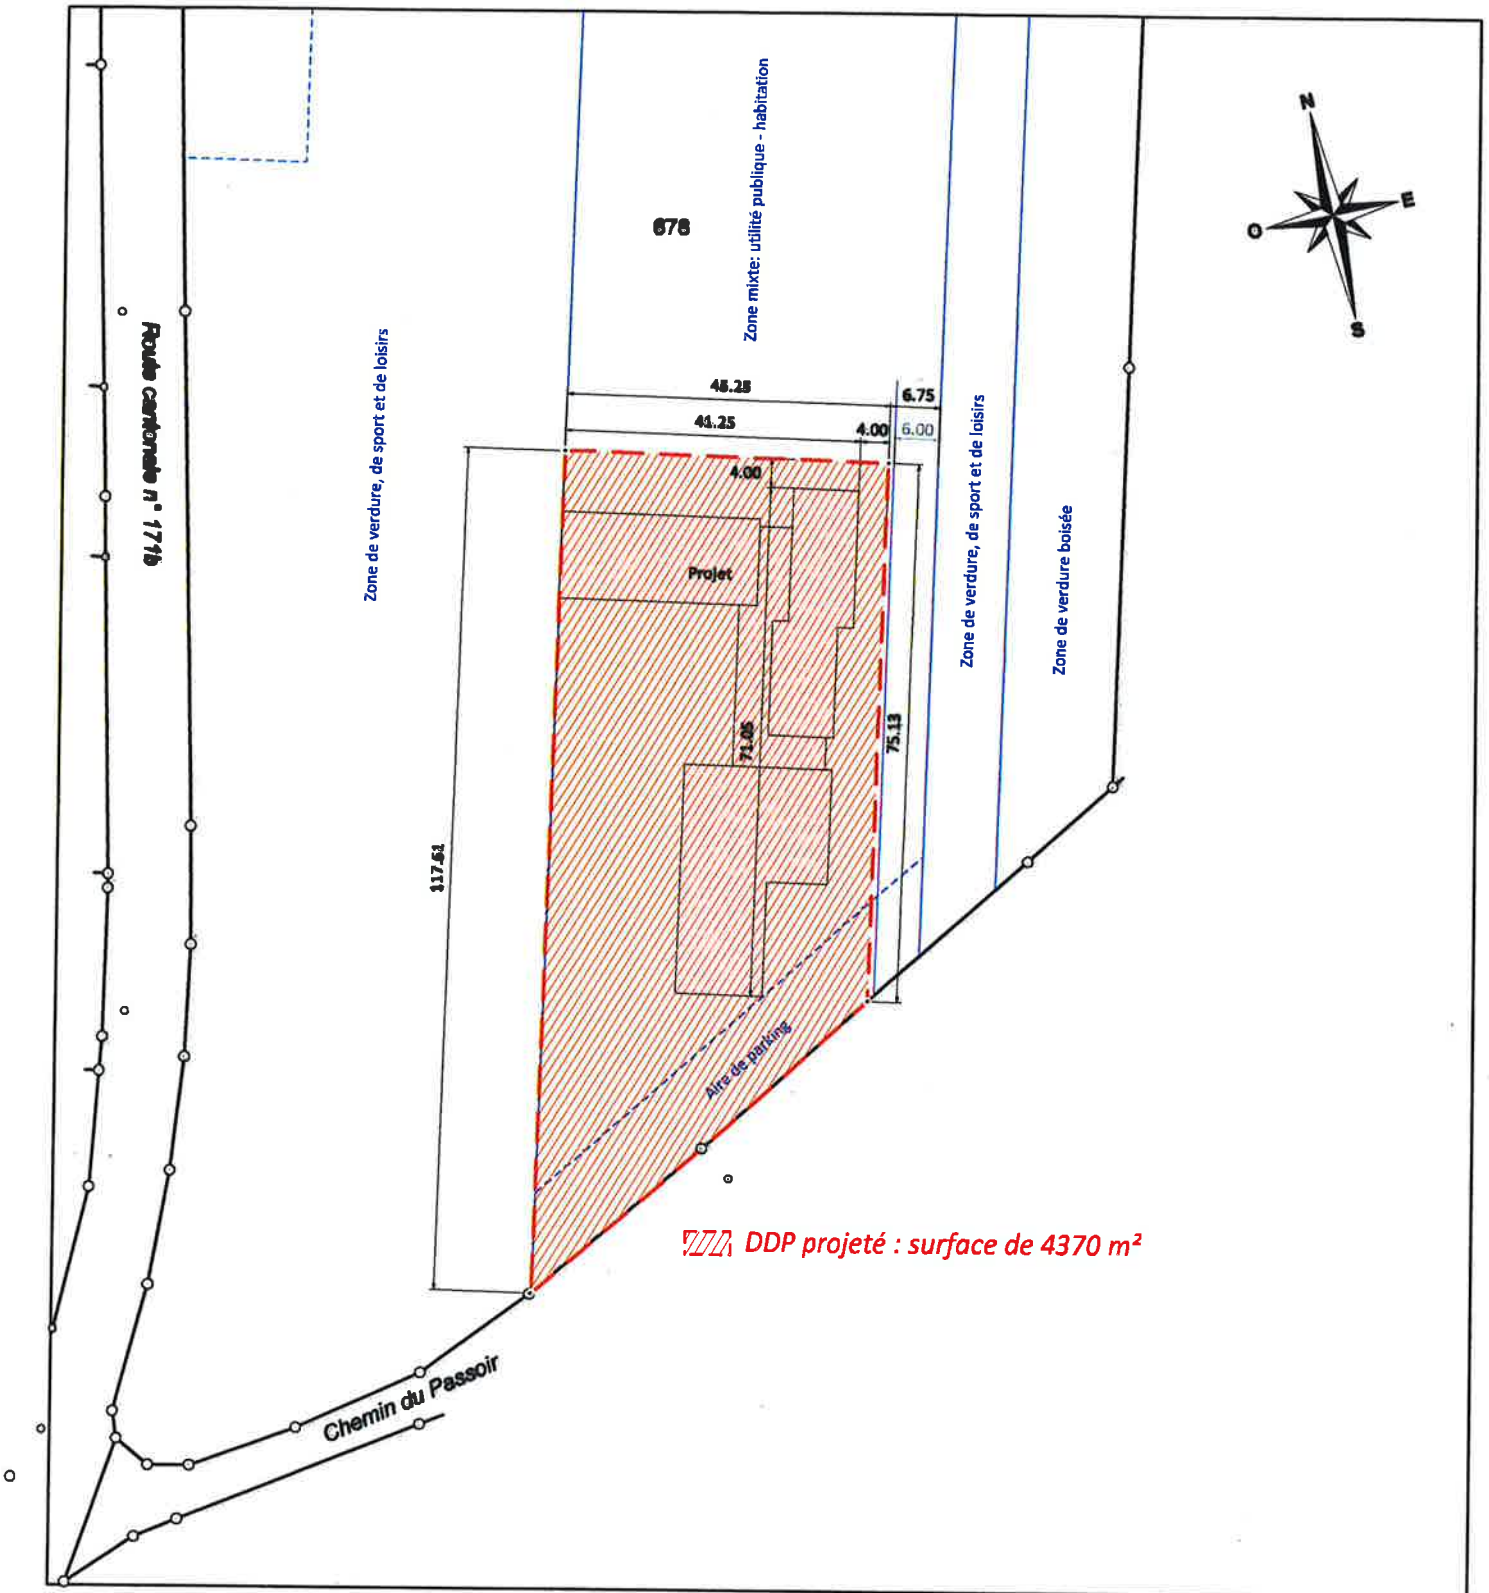 Zone mixte: utilité publique - habitation
678
N
E
O
S
Route cantonale n° 171b
Zone de verdure, de sport et de loisirs
45.25
6.75
41.25
4.00
6.00
4.00
Zone de verdure, de sport et de loisirs
Zone de verdure boisée
Projet
71.05
75.13
117.61
Aire de parking
DDP projeté : surface de 4370 m²
Chemin du Passoir